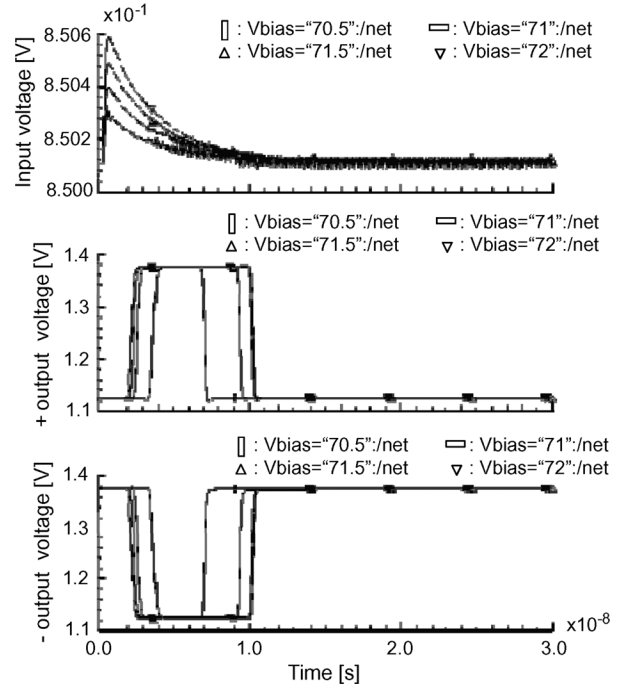 ×10⁻¹
: Vbias=“70.5”:/net : Vbias=“71”:/net
: Vbias=“71.5”:/net : Vbias=“72”:/net
Input voltage [V]
8.506
8.504
8.502
8.500
: Vbias=“70.5”:/net : Vbias=“71”:/net
: Vbias=“71.5”:/net : Vbias=“72”:/net
+ output voltage [V]
1.4
1.3
1.2
1.1
: Vbias=“70.5”:/net : Vbias=“71”:/net
: Vbias=“71.5”:/net : Vbias=“72”:/net
- output voltage [V]
1.4
1.3
1.2
1.1
0.0 1.0 2.0 3.0
x10⁻⁸
Time [s]